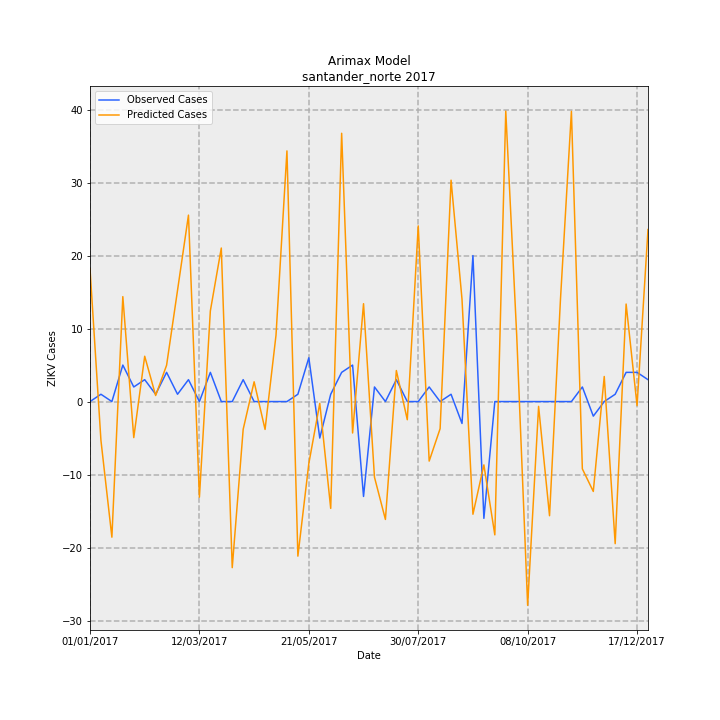 Arimax Model
santander_norte 2017
Observed Cases
Predicted Cases
40
30
20
10
0
−10
−20
−30
ZIKV Cases
01/01/2017 12/03/2017 21/05/2017 30/07/2017 08/10/2017 17/12/2017
Date